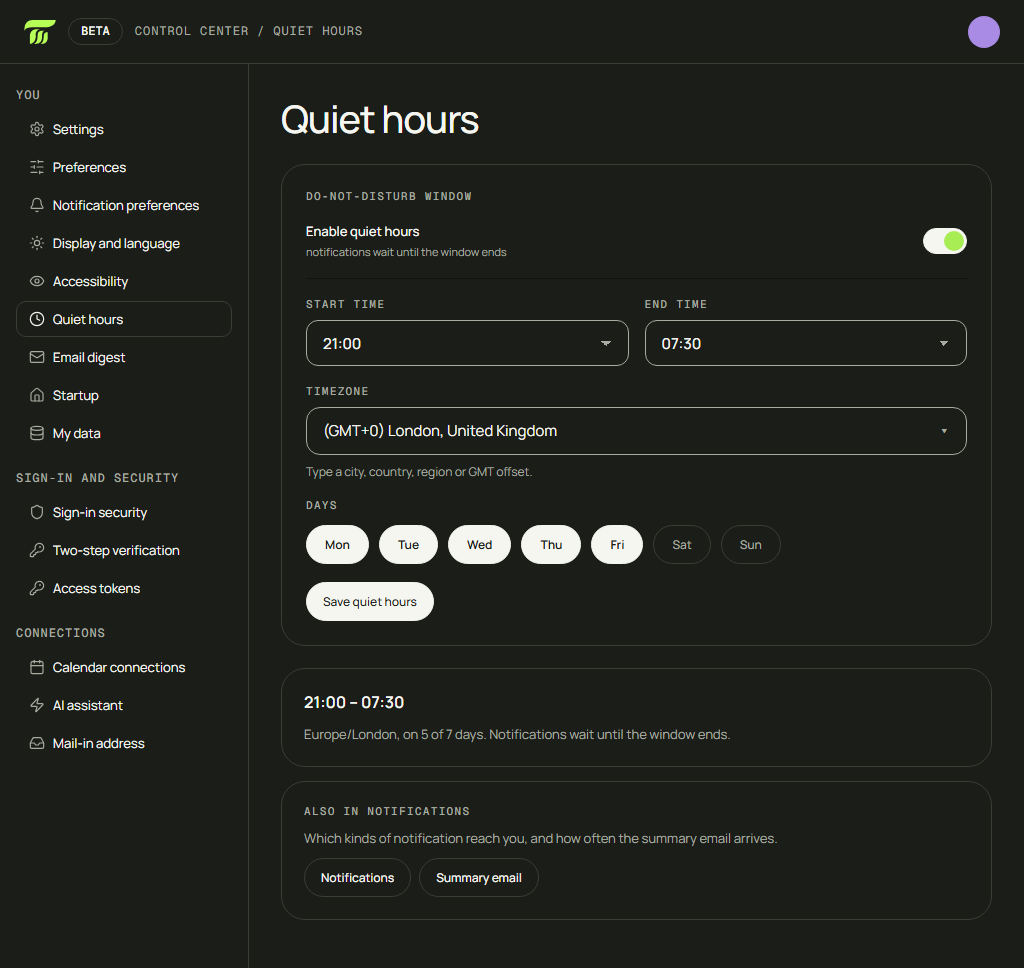 BETA
CONTROL CENTER / QUIET HOURS
YOU
Settings
Preferences
Notification preferences
Display and language
Accessibility
Quiet hours
Email digest
Startup
My data
SIGN-IN AND SECURITY
Sign-in security
Two-step verification
Access tokens
CONNECTIONS
Calendar connections
AI assistant
Mail-in address
Quiet hours
DO-NOT-DISTURB WINDOW
Enable quiet hours
notifications wait until the window ends
START TIME
END TIME
21:00
07:30
TIMEZONE
(GMT+0) London, United Kingdom
Type a city, country, region or GMT offset.
DAYS
Mon Tue Wed Thu Fri Sat Sun
Save quiet hours
21:00 – 07:30
Europe/London, on 5 of 7 days. Notifications wait until the window ends.
ALSO IN NOTIFICATIONS
Which kinds of notification reach you, and how often the summary email arrives.
Notifications Summary email